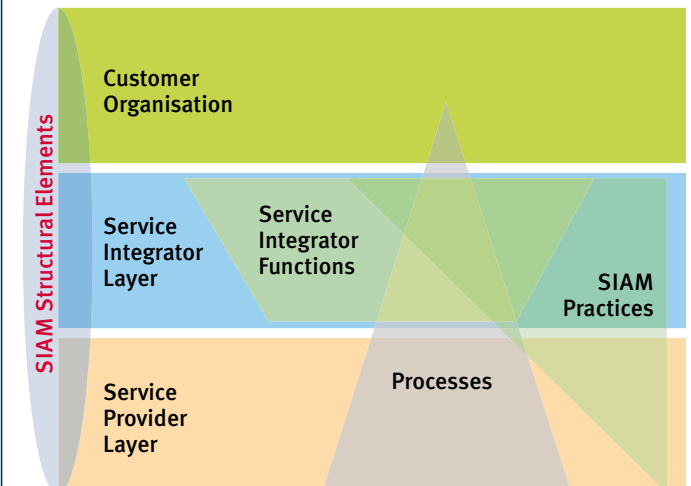 SIAM Structural Elements
Customer
Organisation
Service
Integrator
Layer
Service
Integrator
Functions
SIAM
Practices
Processes
Service
Provider
Layer